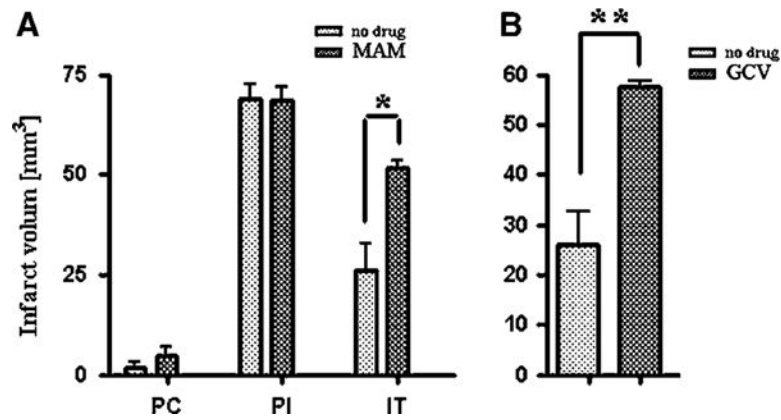 A
no drug
MAM
Infarct volum [mm³]
75
50
25
0
*
PC
PI
IT
B
**
no drug
GCV
60
50
40
30
20
10
0